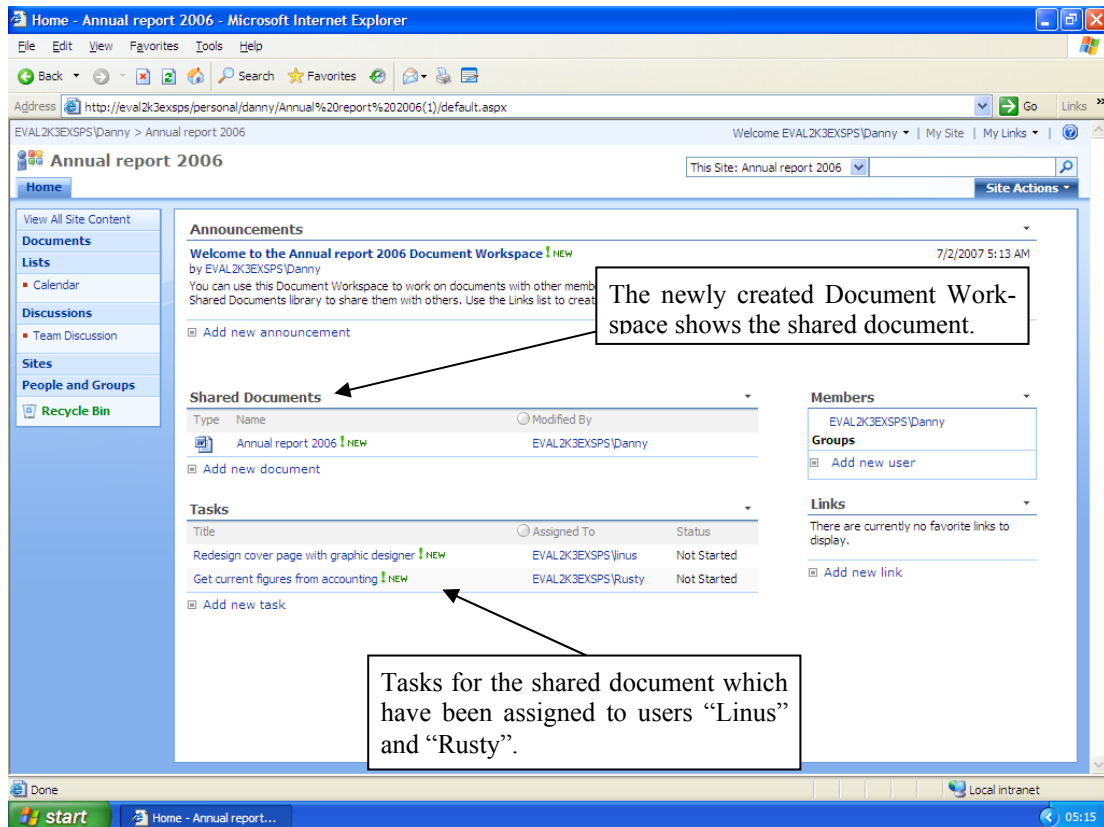 Home - Annual report 2006 - Microsoft Internet Explorer
File Edit View Favorites Tools Help
Back Search Favorites
Address http://eval2k3exsps/personal/danny/Annual%20report%202006(1)/default.aspx Go Links »
EVAL2K3EXSPS\Danny > Annual report 2006 Welcome EVAL2K3EXSPS\Danny | My Site | My Links |
Annual report 2006
This Site: Annual report 2006
Home Site Actions
View All Site Content
Documents
Lists
Calendar
Discussions
Team Discussion
Sites
People and Groups
Recycle Bin
Announcements
Welcome to the Annual report 2006 Document Workspace ! NEW 7/2/2007 5:13 AM
by EVAL2K3EXSPS\Danny
You can use this Document Workspace to work on documents with other memb
Shared Documents library to share them with others. Use the Links list to creat
Add new announcement
The newly created Document Work-
space shows the shared document.
Shared Documents
Type Name Modified By
Annual report 2006 ! NEW EVAL2K3EXSPS\Danny
Add new document
Tasks
Title Assigned To Status
Redesign cover page with graphic designer ! NEW EVAL2K3EXSPS\linus Not Started
Get current figures from accounting ! NEW EVAL2K3EXSPS\Rusty Not Started
Add new task
Members
EVAL2K3EXSPS\Danny
Groups
Add new user
Links
There are currently no favorite links to
display.
Add new link
Tasks for the shared document which
have been assigned to users “Linus”
and “Rusty”.
Done Local intranet
start Home - Annual report... 05:15